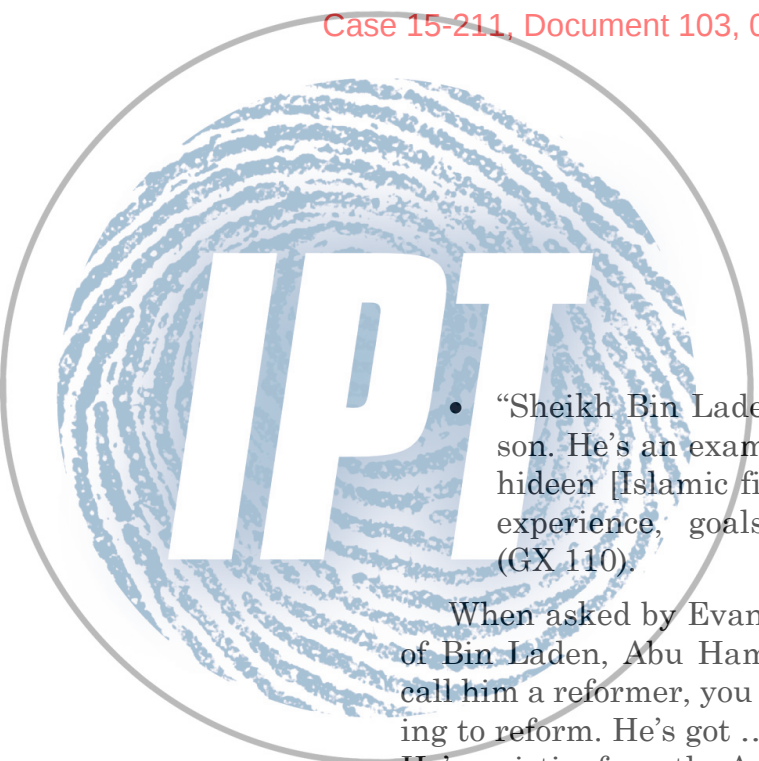 Case 15-211, Document 103, 0
IPT
• “Sheikh Bin Lade
son. He’s an exam
hideen [Islamic fi
experience, goals
(GX 110).
When asked by Evan
of Bin Laden, Abu Ham
call him a reformer, you
ing to reform. He’s got …